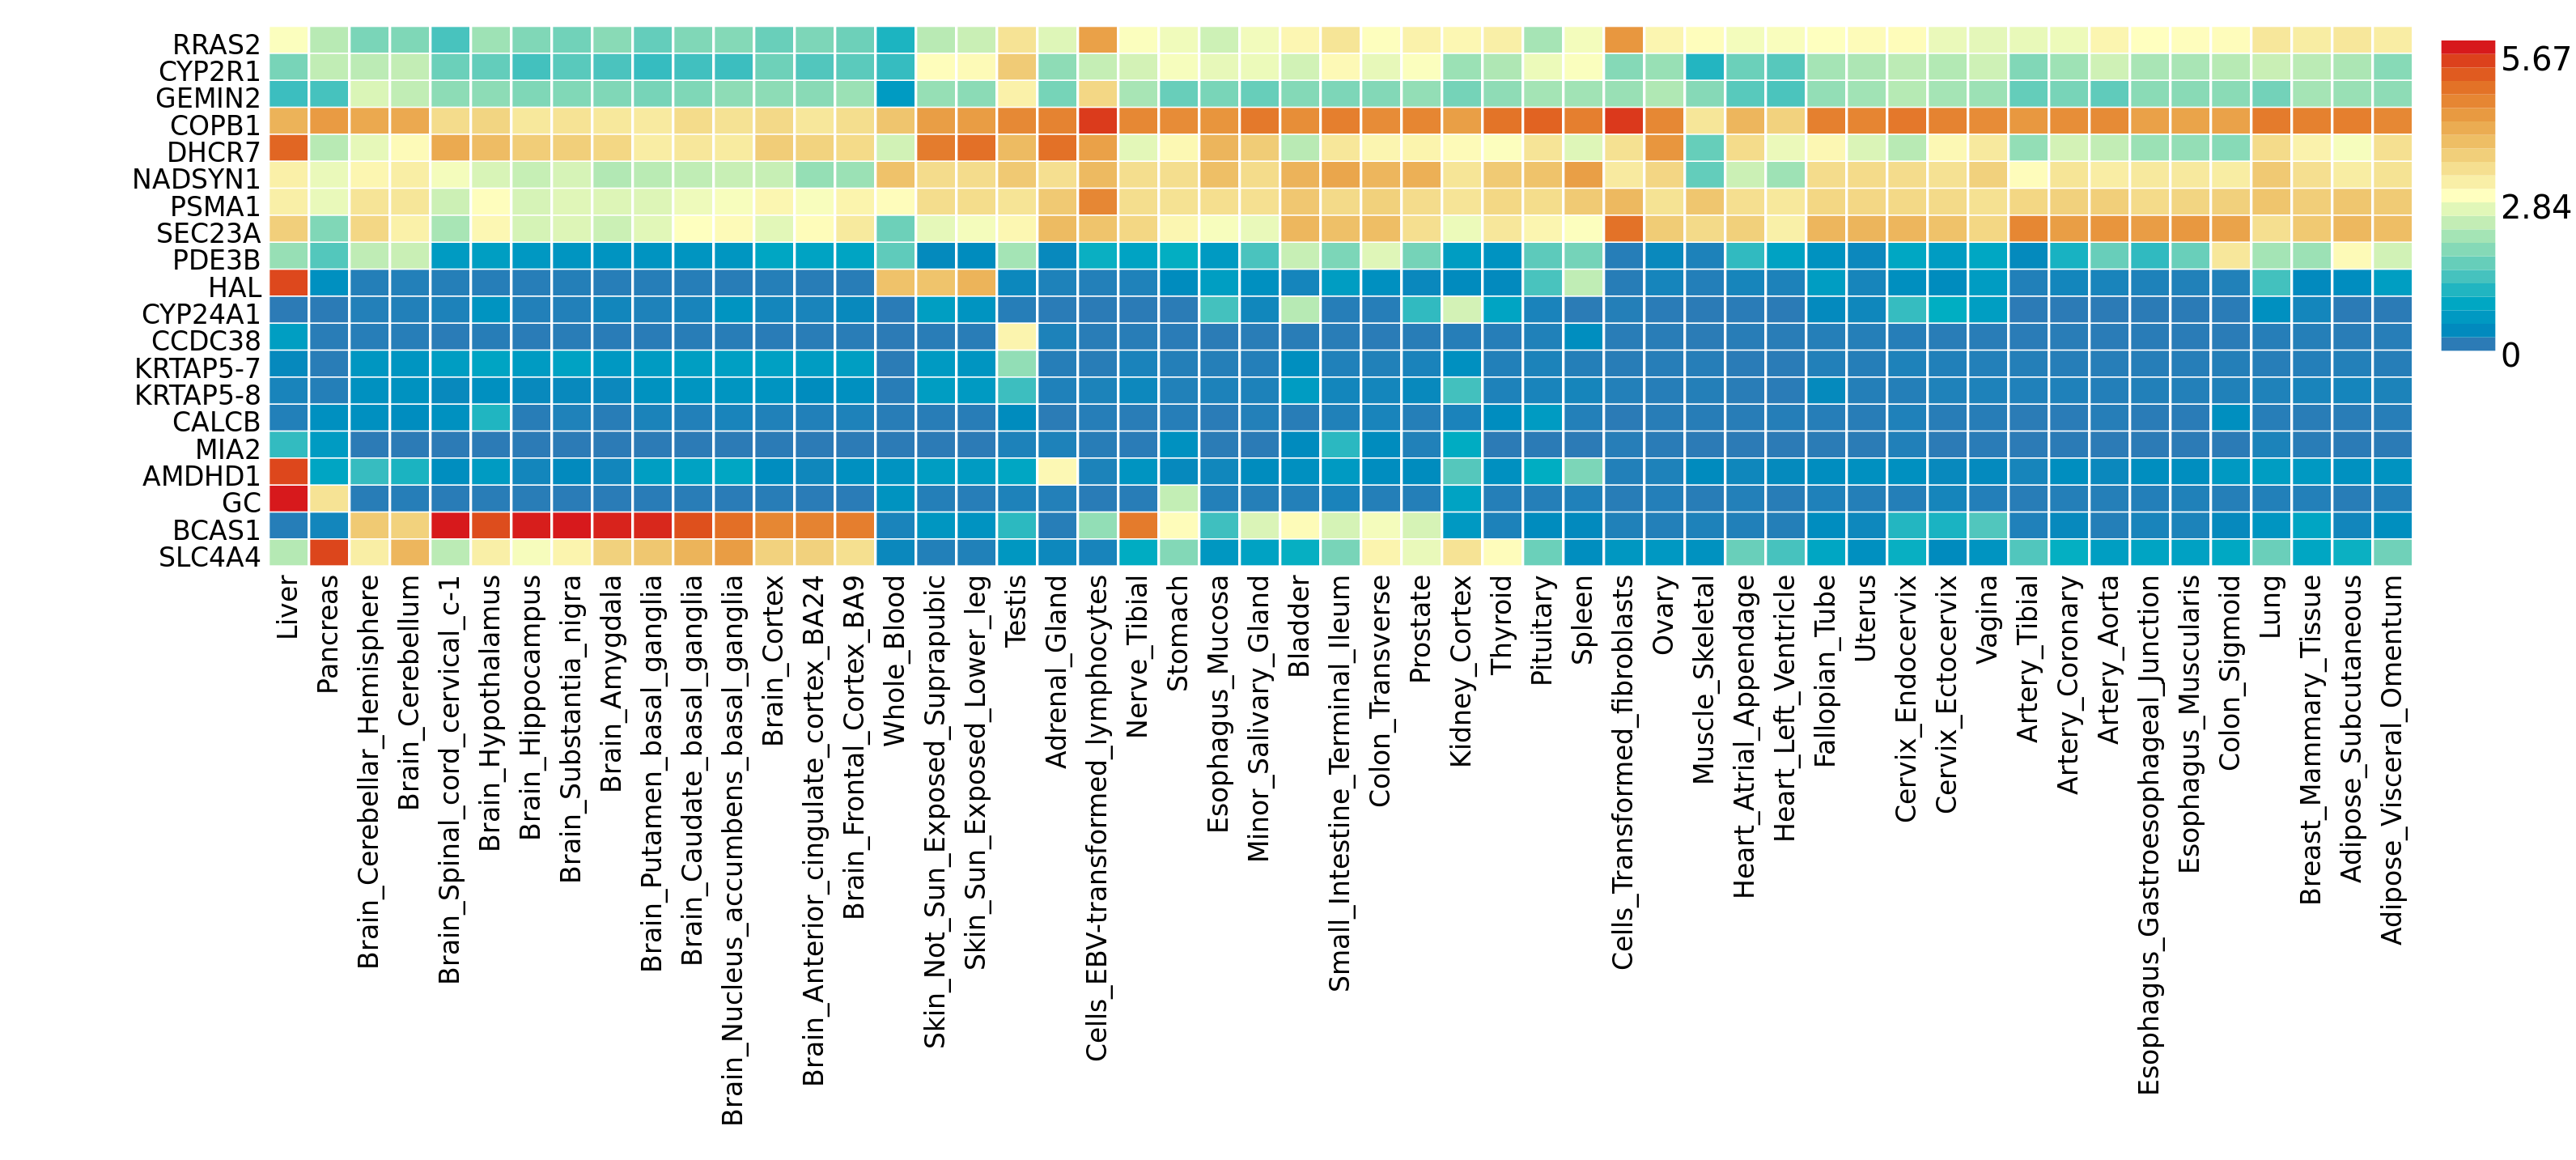 RRAS2
CYP2R1
GEMIN2
COPB1
DHCR7
NADSYN1
PSMA1
SEC23A
PDE3B
HAL
CYP24A1
CCDC38
KRTAP5-7
KRTAP5-8
CALCB
MIA2
AMDHD1
GC
BCAS1
SLC4A4
5.67
2.84
0
Liver
Pancreas
Brain_Cerebellar_Hemisphere
Brain_Cerebellum
Brain_Spinal_cord_cervical_c-1
Brain_Hypothalamus
Brain_Hippocampus
Brain_Substantia_nigra
Brain_Amygdala
Brain_Putamen_basal_ganglia
Brain_Caudate_basal_ganglia
Brain_Nucleus_accumbens_basal_ganglia
Brain_Cortex
Brain_Anterior_cingulate_cortex_BA24
Brain_Frontal_Cortex_BA9
Whole_Blood
Skin_Not_Sun_Exposed_Suprapubic
Skin_Sun_Exposed_Lower_leg
Testis
Adrenal_Gland
Cells_EBV-transformed_lymphocytes
Nerve_Tibial
Stomach
Esophagus_Mucosa
Minor_Salivary_Gland
Bladder
Small_Intestine_Terminal_Ileum
Colon_Transverse
Prostate
Kidney_Cortex
Thyroid
Pituitary
Spleen
Cells_Transformed_fibroblasts
Ovary
Muscle_Skeletal
Heart_Atrial_Appendage
Heart_Left_Ventricle
Fallopian_Tube
Uterus
Cervix_Endocervix
Cervix_Ectocervix
Vagina
Artery_Tibial
Artery_Coronary
Artery_Aorta
Esophagus_Gastroesophageal_Junction
Esophagus_Muscularis
Colon_Sigmoid
Lung
Breast_Mammary_Tissue
Adipose_Subcutaneous
Adipose_Visceral_Omentum